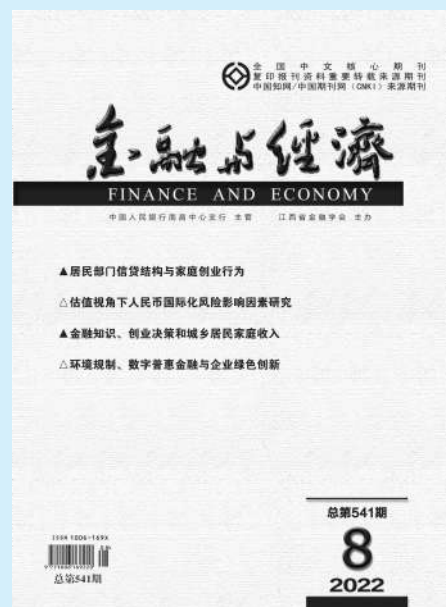 全国中文核心期刊
复印报刊资料重要转载来源期刊
中国知网/中国期刊网（CNKI）来源期刊
金融与經濟
FINANCE AND ECONOMY
中国人民银行南昌中心支行 主管 江西省金融学会 主办
▲居民部门信贷结构与家庭创业行为
△估值视角下人民币国际化风险影响因素研究
▲金融知识、创业决策和城乡居民家庭收入
△环境规制、数字普惠金融与企业绿色创新
ISSN 1006-169X
总第541期
总第541期
8
2022